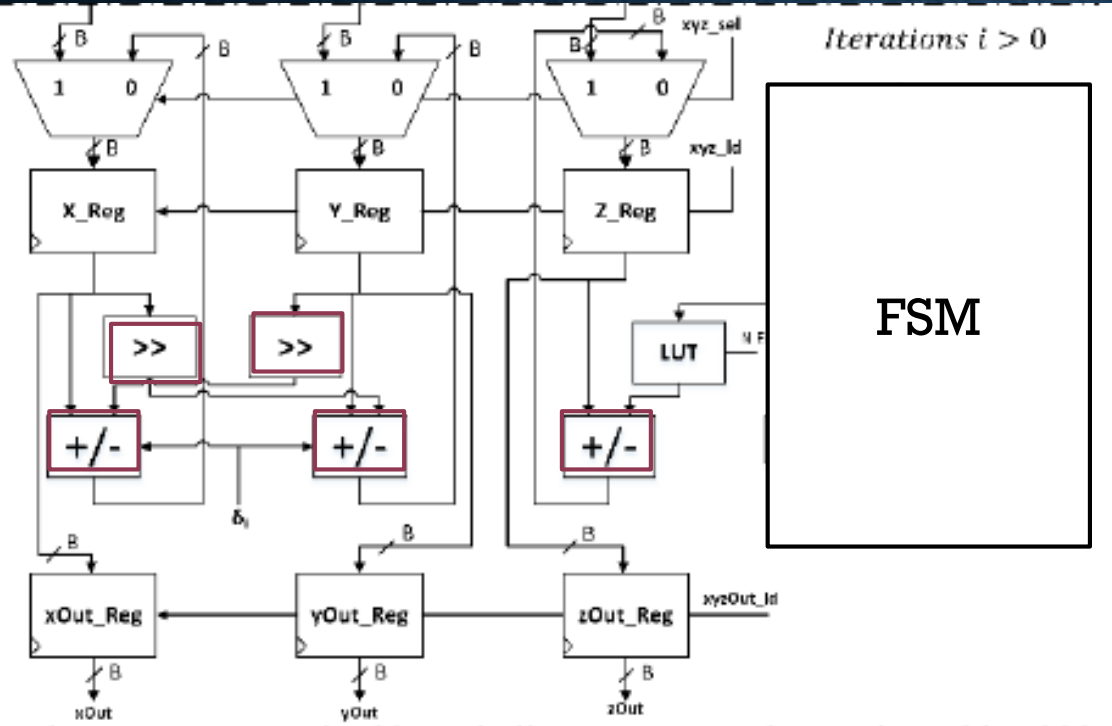 B
B
B
B
B
B
xyz_sel
Iterations i > 0
1 0
1 0
1 0
B
B
B
xyz_ld
X_Reg
Y_Reg
Z_Reg
>>
>>
LUT
FSM
+/-
+/-
+/-
δi
B
B
B
xOut_Reg
yOut_Reg
zOut_Reg
xyzOut_ld
B
B
B
xOut
yOut
zOut